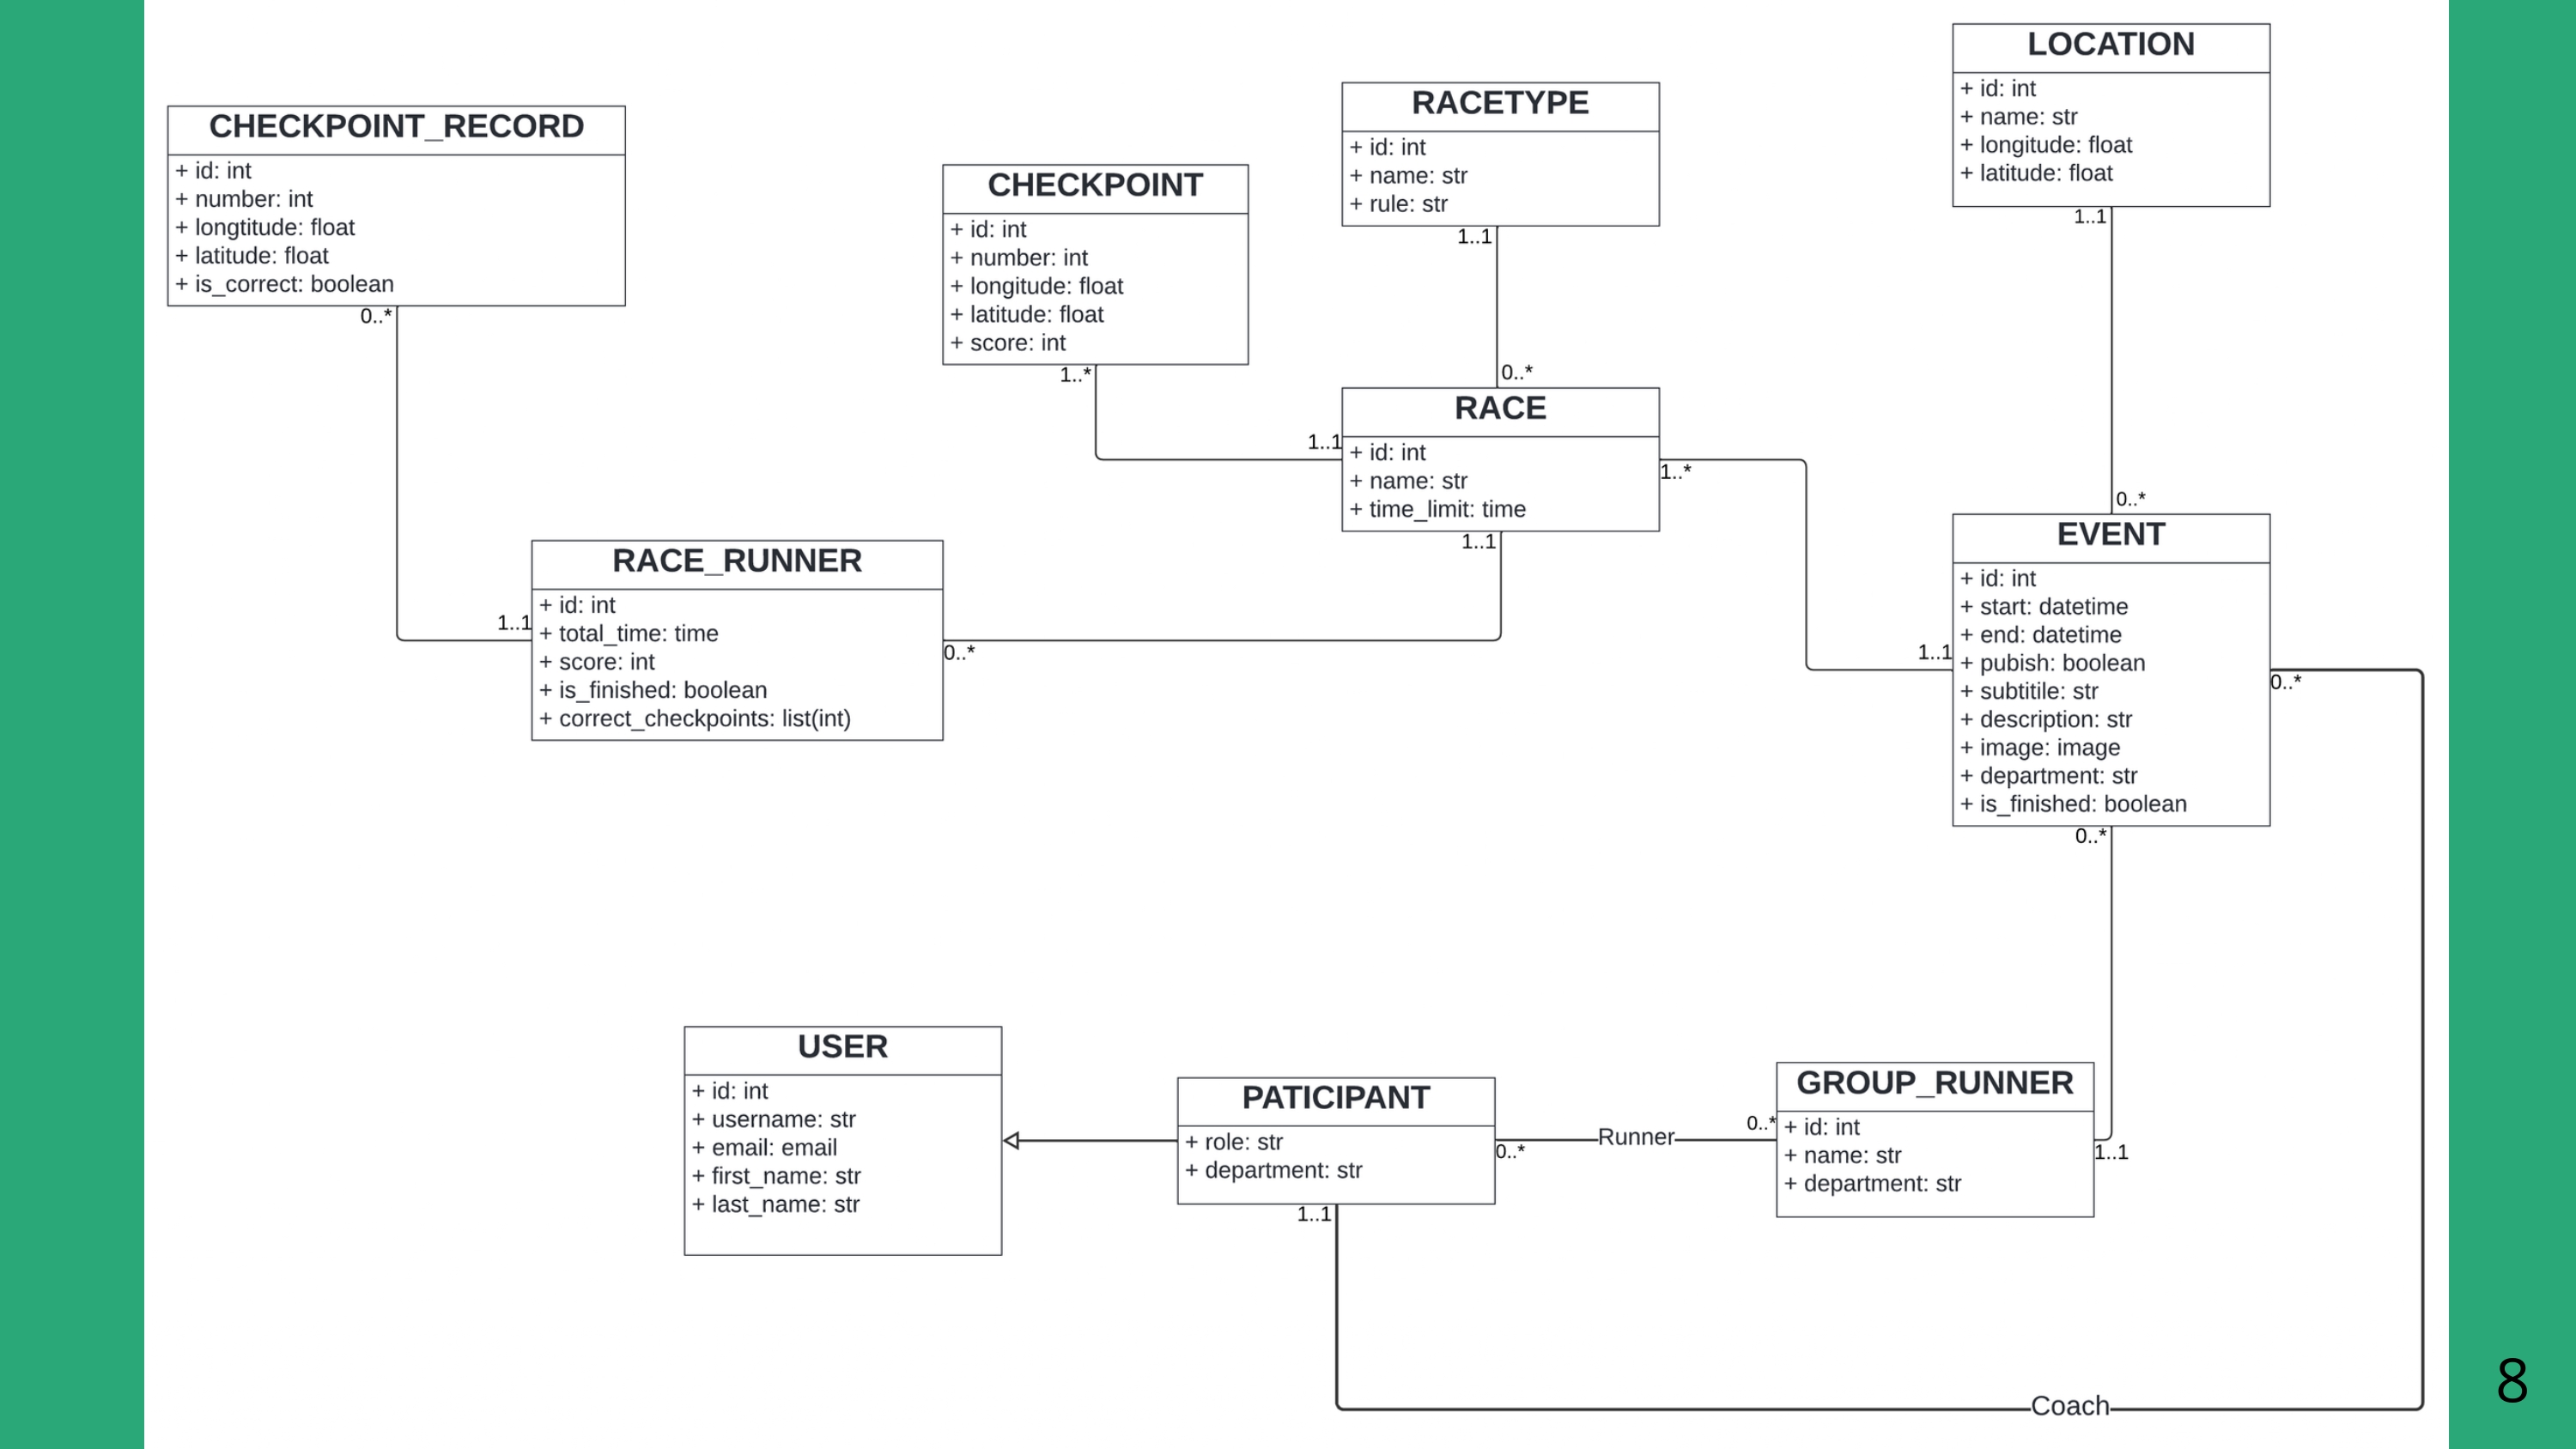 CHECKPOINT_RECORD
+ id: int
+ number: int
+ longtitude: float
+ latitude: float
+ is_correct: boolean
0..*
CHECKPOINT
+ id: int
+ number: int
+ longitude: float
+ latitude: float
+ score: int
1..*
RACETYPE
+ id: int
+ name: str
+ rule: str
1..1
0..*
LOCATION
+ id: int
+ name: str
+ longitude: float
+ latitude: float
1..1
0..*
RACE
+ id: int
+ name: str
+ time_limit: time
1..1
1..*
1..1
RACE_RUNNER
+ id: int
+ total_time: time
+ score: int
+ is_finished: boolean
+ correct_checkpoints: list(int)
1..1
0..*
EVENT
+ id: int
+ start: datetime
+ end: datetime
+ pubish: boolean
+ subtitile: str
+ description: str
+ image: image
+ department: str
+ is_finished: boolean
1..1
0..*
0..*
USER
+ id: int
+ username: str
+ email: email
+ first_name: str
+ last_name: str
PATICIPANT
+ role: str
+ department: str
0..*
1..1
Runner
GROUP_RUNNER
+ id: int
+ name: str
+ department: str
0..*
1..1
Coach
8